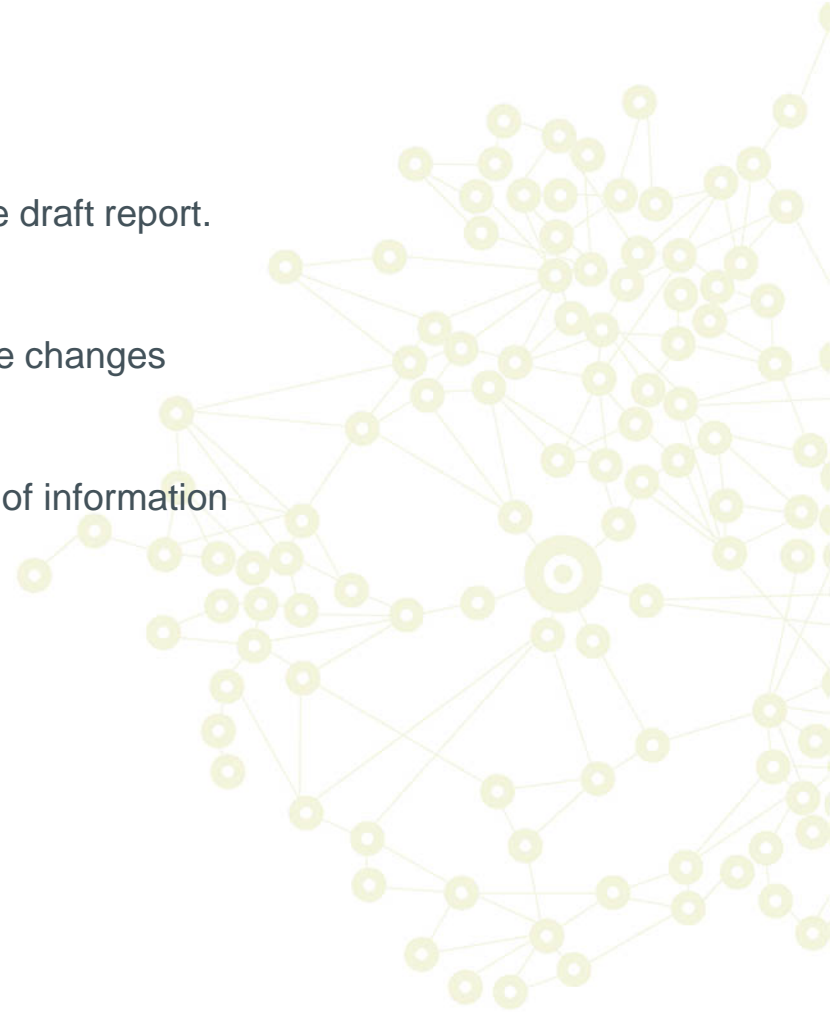 e draft report.
e changes
of information